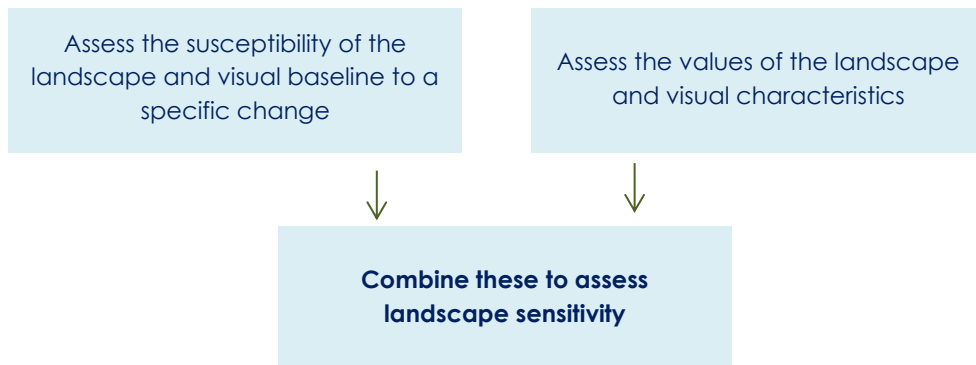 Assess the susceptibility of the
landscape and visual baseline to a
specific change
Assess the values of the landscape
and visual characteristics
Combine these to assess
landscape sensitivity